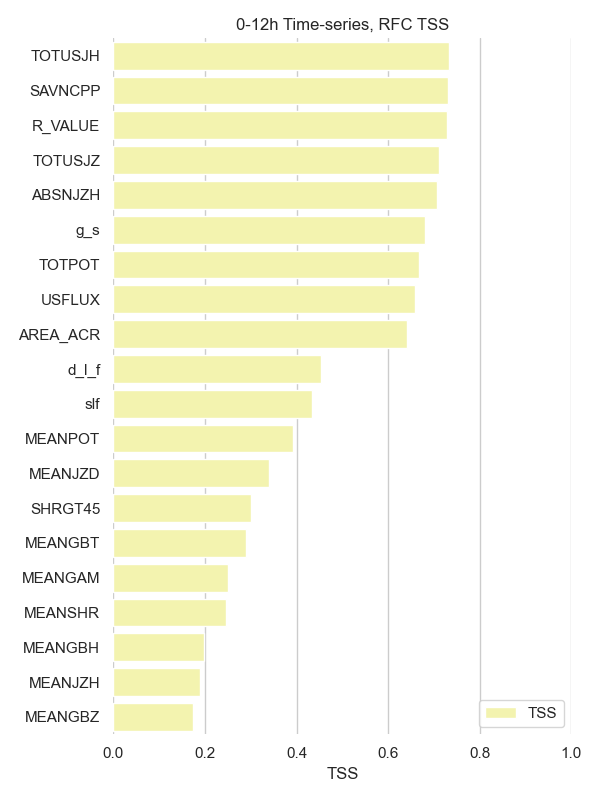 0-12h Time-series, RFC TSS
TOTUSJH
SAVNCPP
R_VALUE
TOTUSJZ
ABSNJZH
g_s
TOTPOT
USFLUX
AREA_ACR
d_l_f
slf
MEANPOT
MEANJZD
SHRGT45
MEANGBT
MEANGAM
MEANSHR
MEANGBH
MEANJZH
MEANGBZ
TSS
0.0 0.2 0.4 0.6 0.8 1.0
TSS